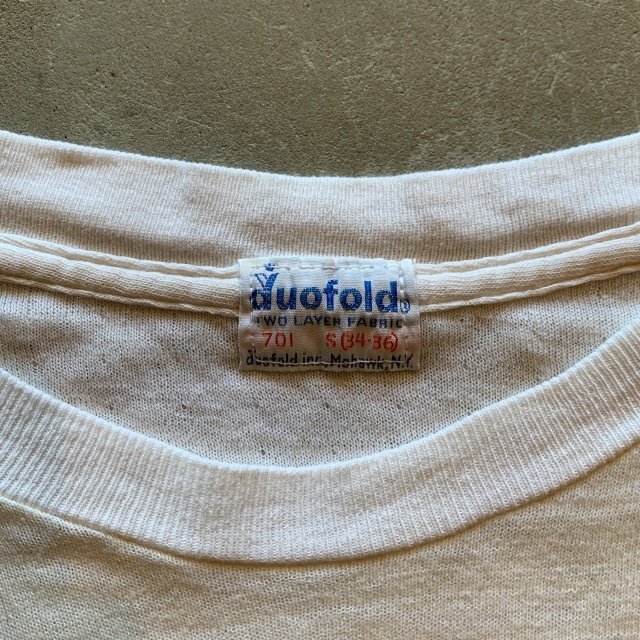 duofold®
TWO LAYER FABRIC
701 S (34-36)
duofold inc, Mohawk, N.Y.